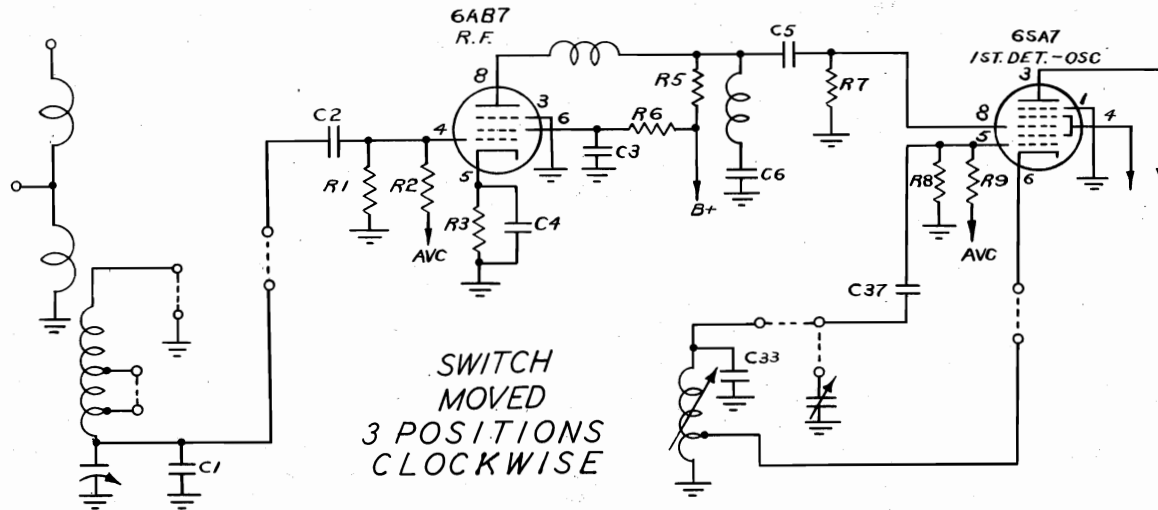 6AB7
R.F.
8
3
6
4
5
C2
R1
R2
AVC
R3
C4
C3
R6
R5
B+
C6
C5
R7
6SA7
1ST. DET.-OSC
3
1
4
8
5
6
R8
R9
AVC
C37
C33
C1
SWITCH
MOVED
3 POSITIONS
CLOCKWISE